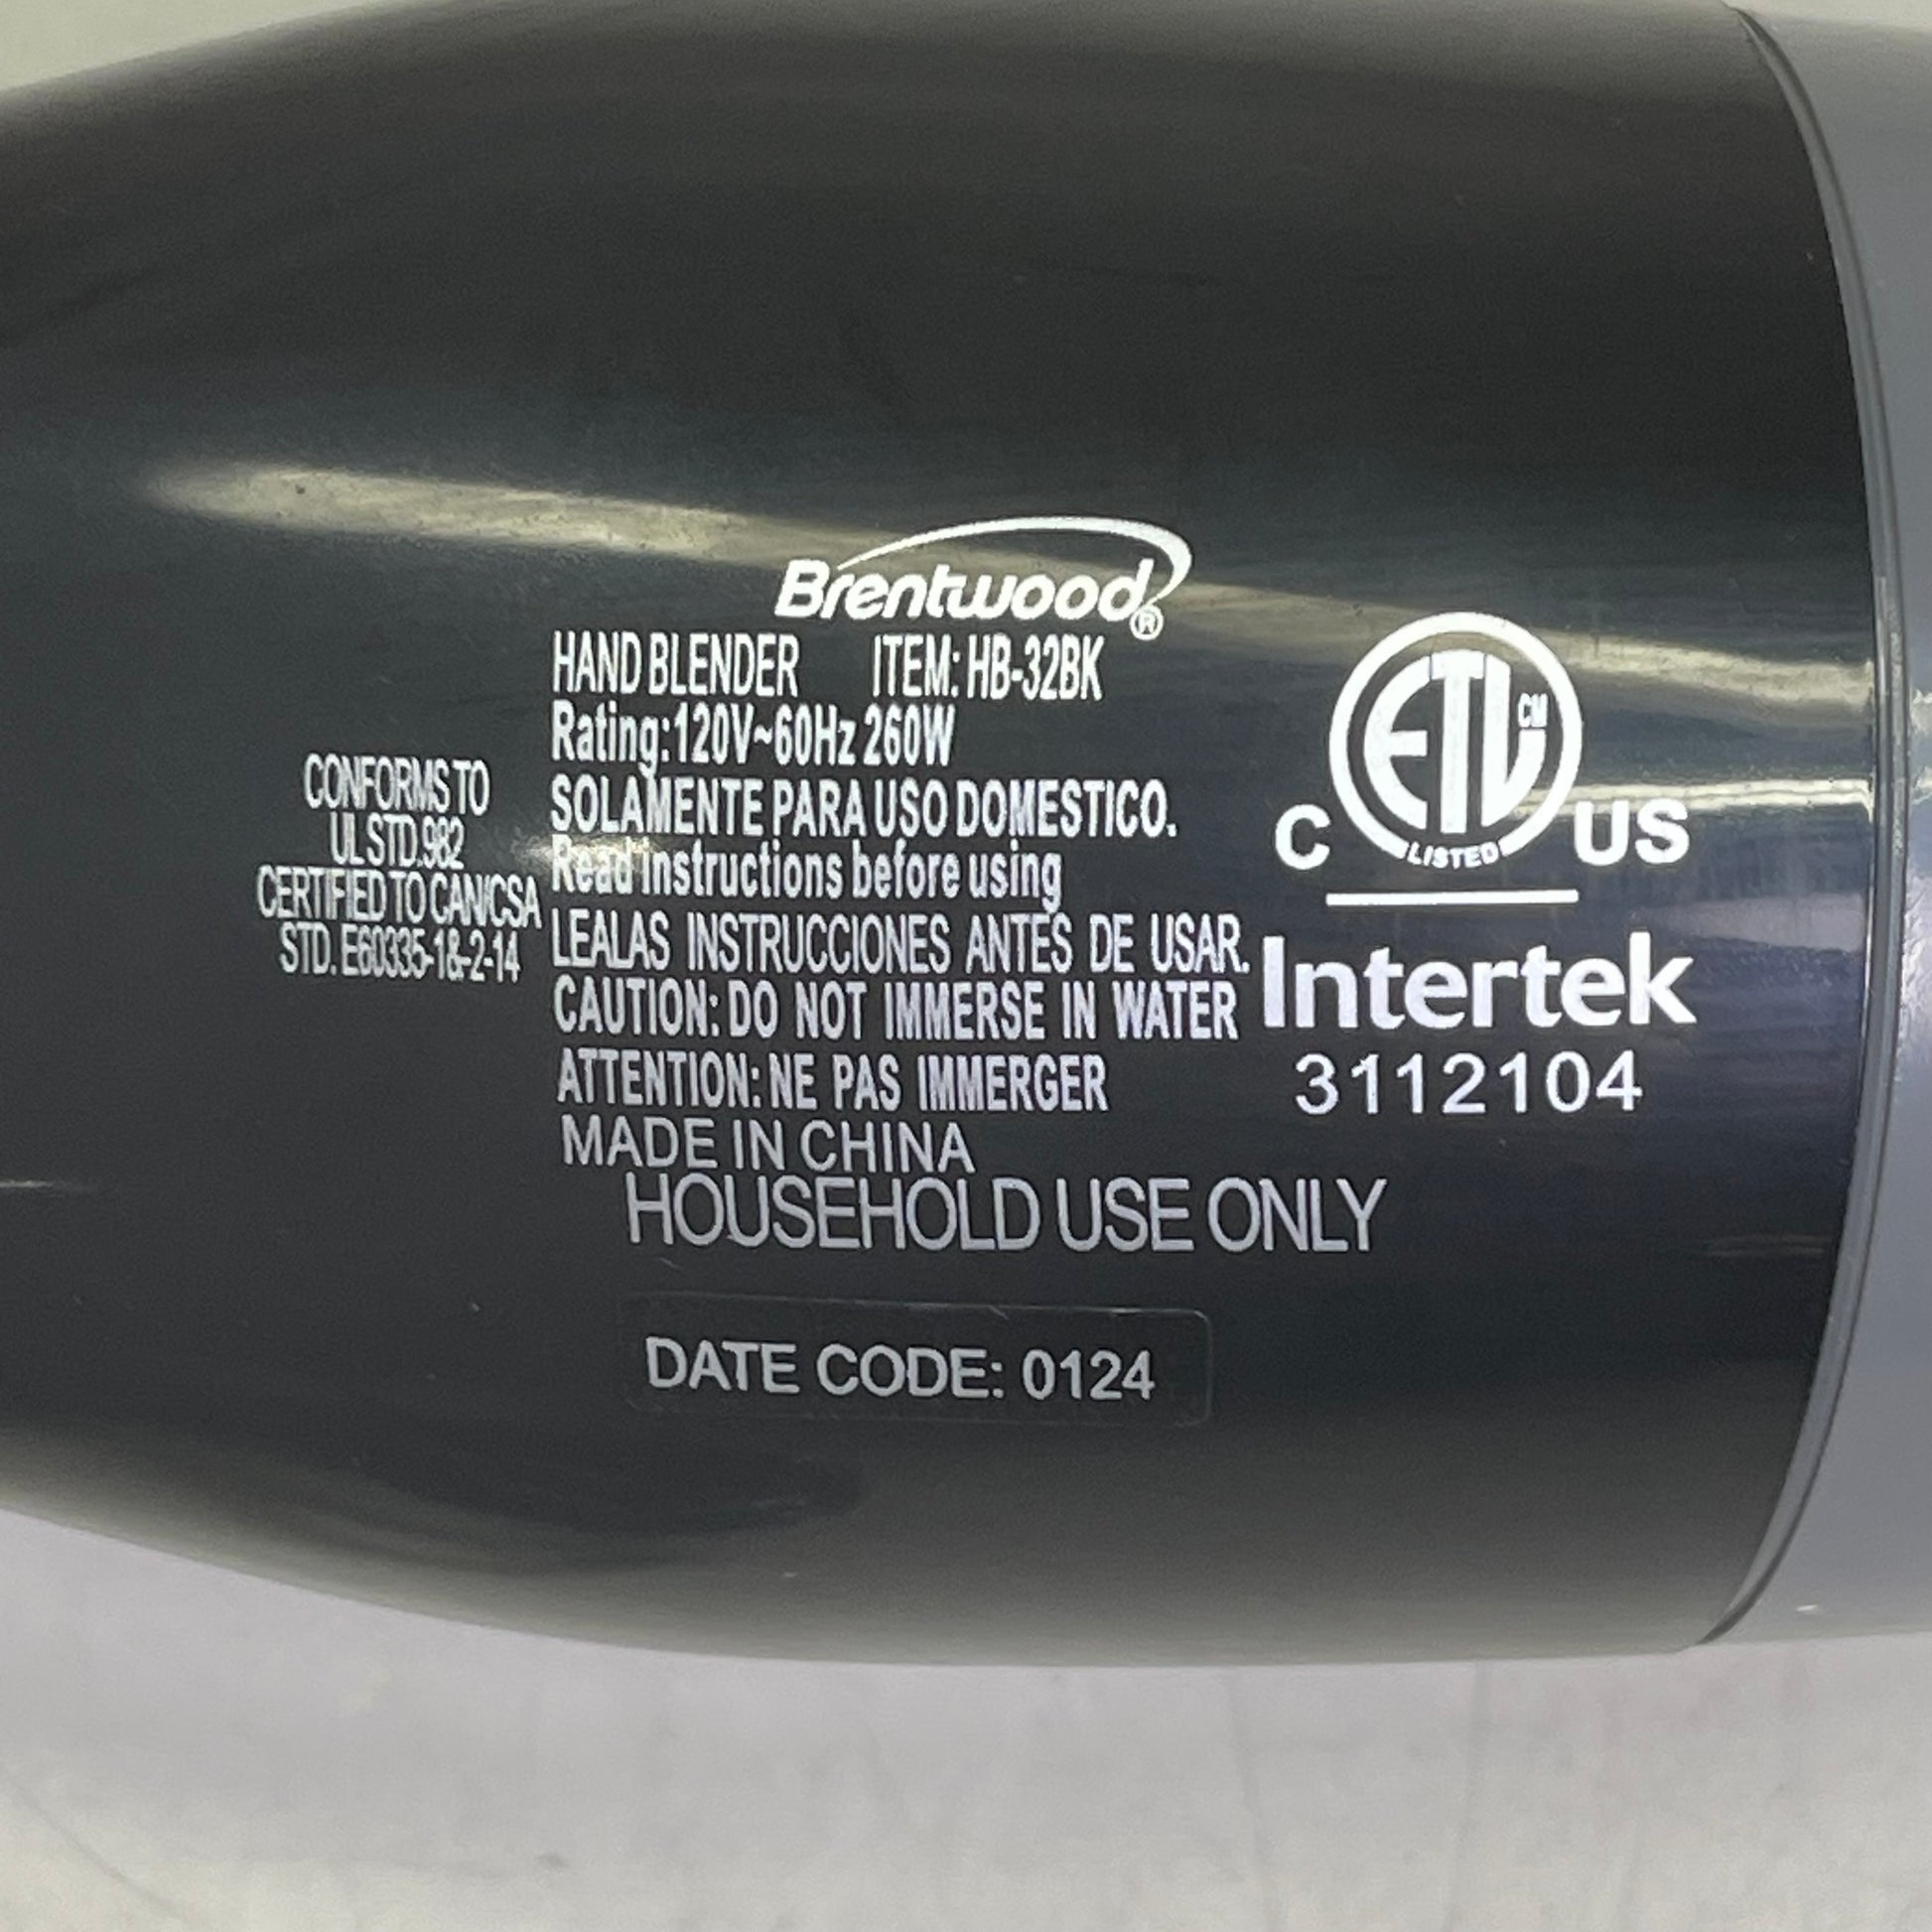 Brentwood®
HAND BLENDER ITEM: HB-32BK
Rating:120V~60Hz 260W
SOLAMENTE PARA USO DOMESTICO.
Read instructions before using
LEALAS INSTRUCCIONES ANTES DE USAR.
CAUTION: DO NOT IMMERSE IN WATER
ATTENTION: NE PAS IMMERGER
MADE IN CHINA
HOUSEHOLD USE ONLY
DATE CODE: 0124
CONFORMS TO
UL STD.982
CERTIFIED TO CAN/CSA
STD. E60335-1&-2-14
ETL CM
LISTED
C US
Intertek
3112104